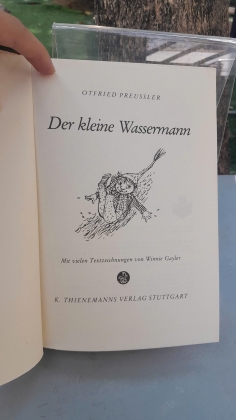 OTFRIED PREUSSLER
Der kleine Wassermann
Mit vielen Textzeichnungen von Winnie Gayler
K. THIENEMANNS VERLAG STUTTGART